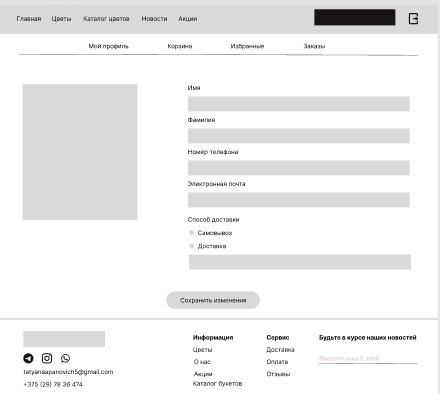 Главная Цветы Каталог цветов Новости Акции
Мой профиль Корзина Избранные Заказы
Имя
Фамилия
Номер телефона
Электронная почта
Способ доставки
Самовывоз
Доставка
Сохранить изменения
Информация Сервис Будьте в курсе наших новостей
Цветы Доставка
О нас Оплата Введите ваш E-mail
tatyanaapanovich5@gmail.com Акции Отзывы
+375 (29) 78 36 474 Каталог букетов